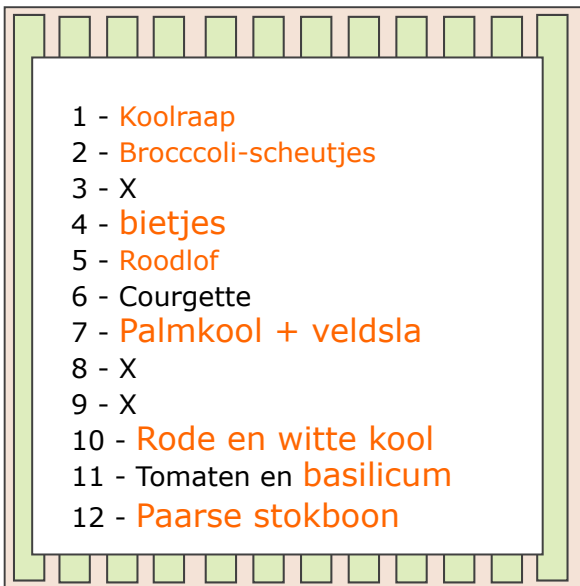 1 - Koolraap
2 - Brocccoli-scheutjes
3 - X
4 - bietjes
5 - Roodlof
6 - Courgette
7 - Palmkool + veldsla
8 - X
9 - X
10 - Rode en witte kool
11 - Tomaten en basilicum
12 - Paarse stokboon